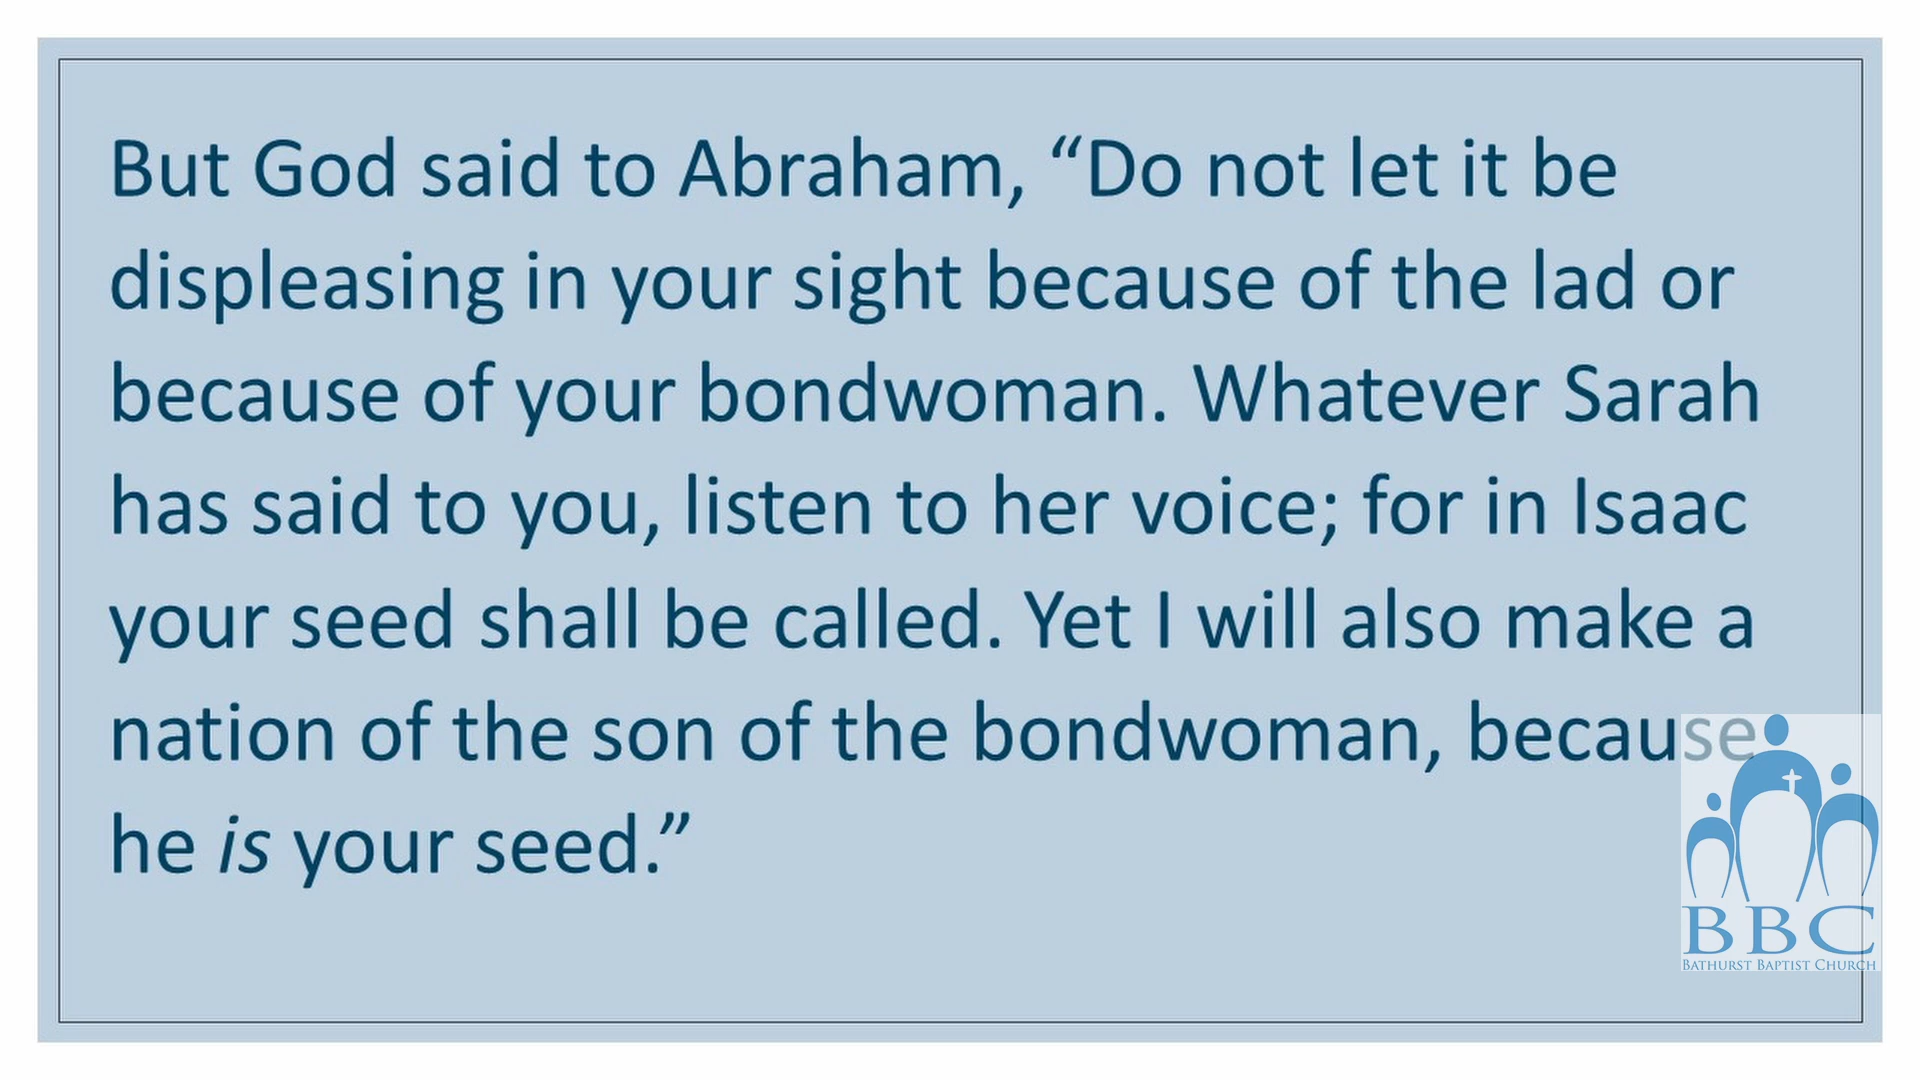 But God said to Abraham, “Do not let it be
displeasing in your sight because of the lad or
because of your bondwoman. Whatever Sarah
has said to you, listen to her voice; for in Isaac
your seed shall be called. Yet I will also make a
nation of the son of the bondwoman, because
he is your seed.”
BBC
Bathurst Baptist Church